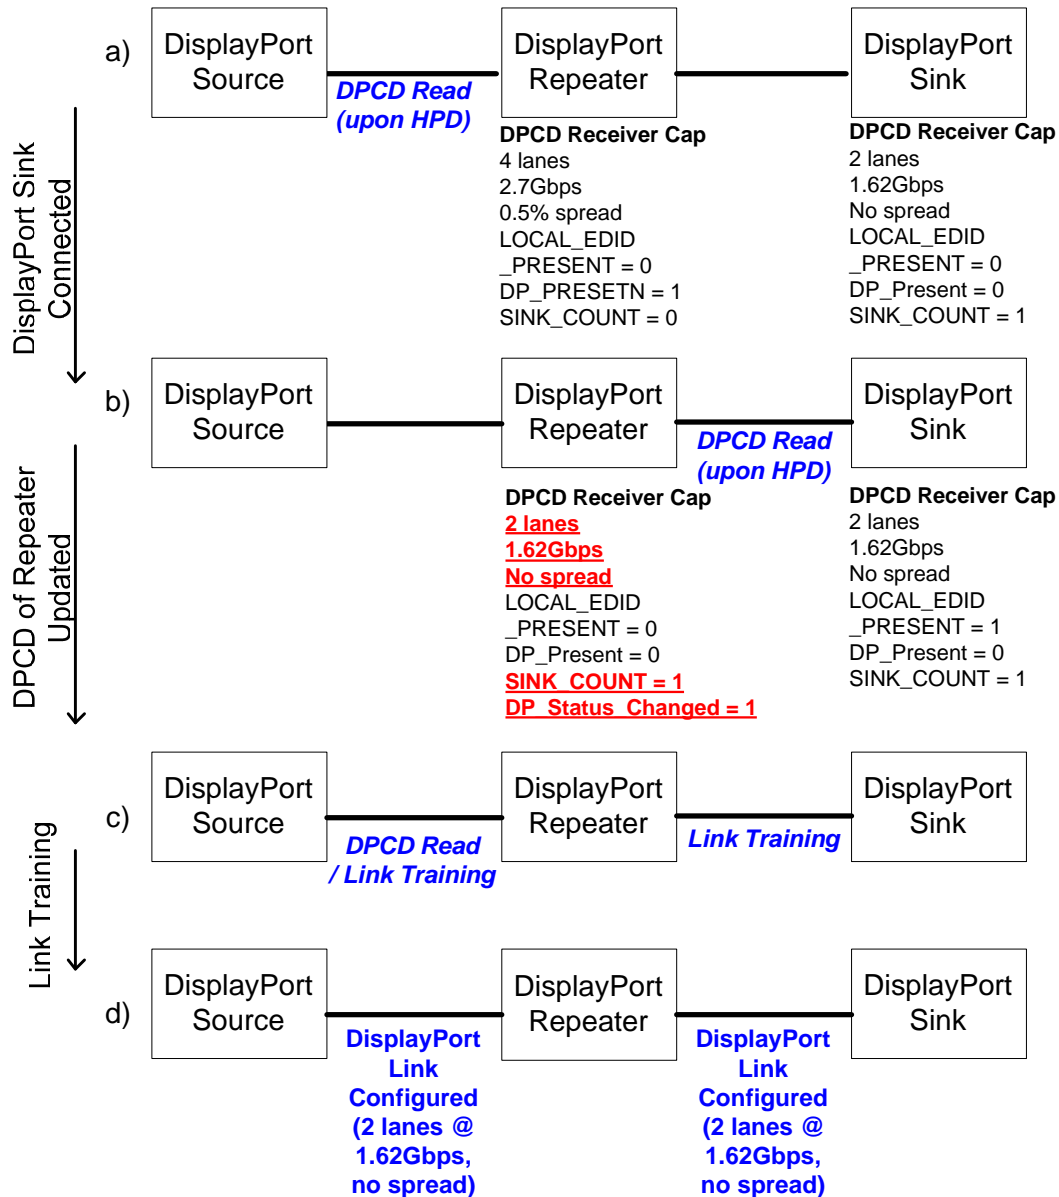 a)
DisplayPort
Source
DisplayPort
Repeater
DisplayPort
Sink
DPCD Read
(upon HPD)
DPCD Receiver Cap
4 lanes
2.7Gbps
0.5% spread
LOCAL_EDID
_PRESENT = 0
DP_PRESETN = 1
SINK_COUNT = 0
DPCD Receiver Cap
2 lanes
1.62Gbps
No spread
LOCAL_EDID
_PRESENT = 0
DP_Present = 0
SINK_COUNT = 1
DisplayPort Sink
Connected
b)
DisplayPort
Source
DisplayPort
Repeater
DisplayPort
Sink
DPCD Read
(upon HPD)
DPCD Receiver Cap
2 lanes
1.62Gbps
No spread
LOCAL_EDID
_PRESENT = 0
DP_Present = 0
SINK_COUNT = 1
DP_Status_Changed = 1
DPCD Receiver Cap
2 lanes
1.62Gbps
No spread
LOCAL_EDID
_PRESENT = 1
DP_Present = 0
SINK_COUNT = 1
DPCD of Repeater
Updated
c)
DisplayPort
Source
DisplayPort
Repeater
DisplayPort
Sink
DPCD Read
/ Link Training
Link Training
Link Training
d)
DisplayPort
Source
DisplayPort
Repeater
DisplayPort
Sink
DisplayPort
Link
Configured
(2 lanes @
1.62Gbps,
no spread)
DisplayPort
Link
Configured
(2 lanes @
1.62Gbps,
no spread)